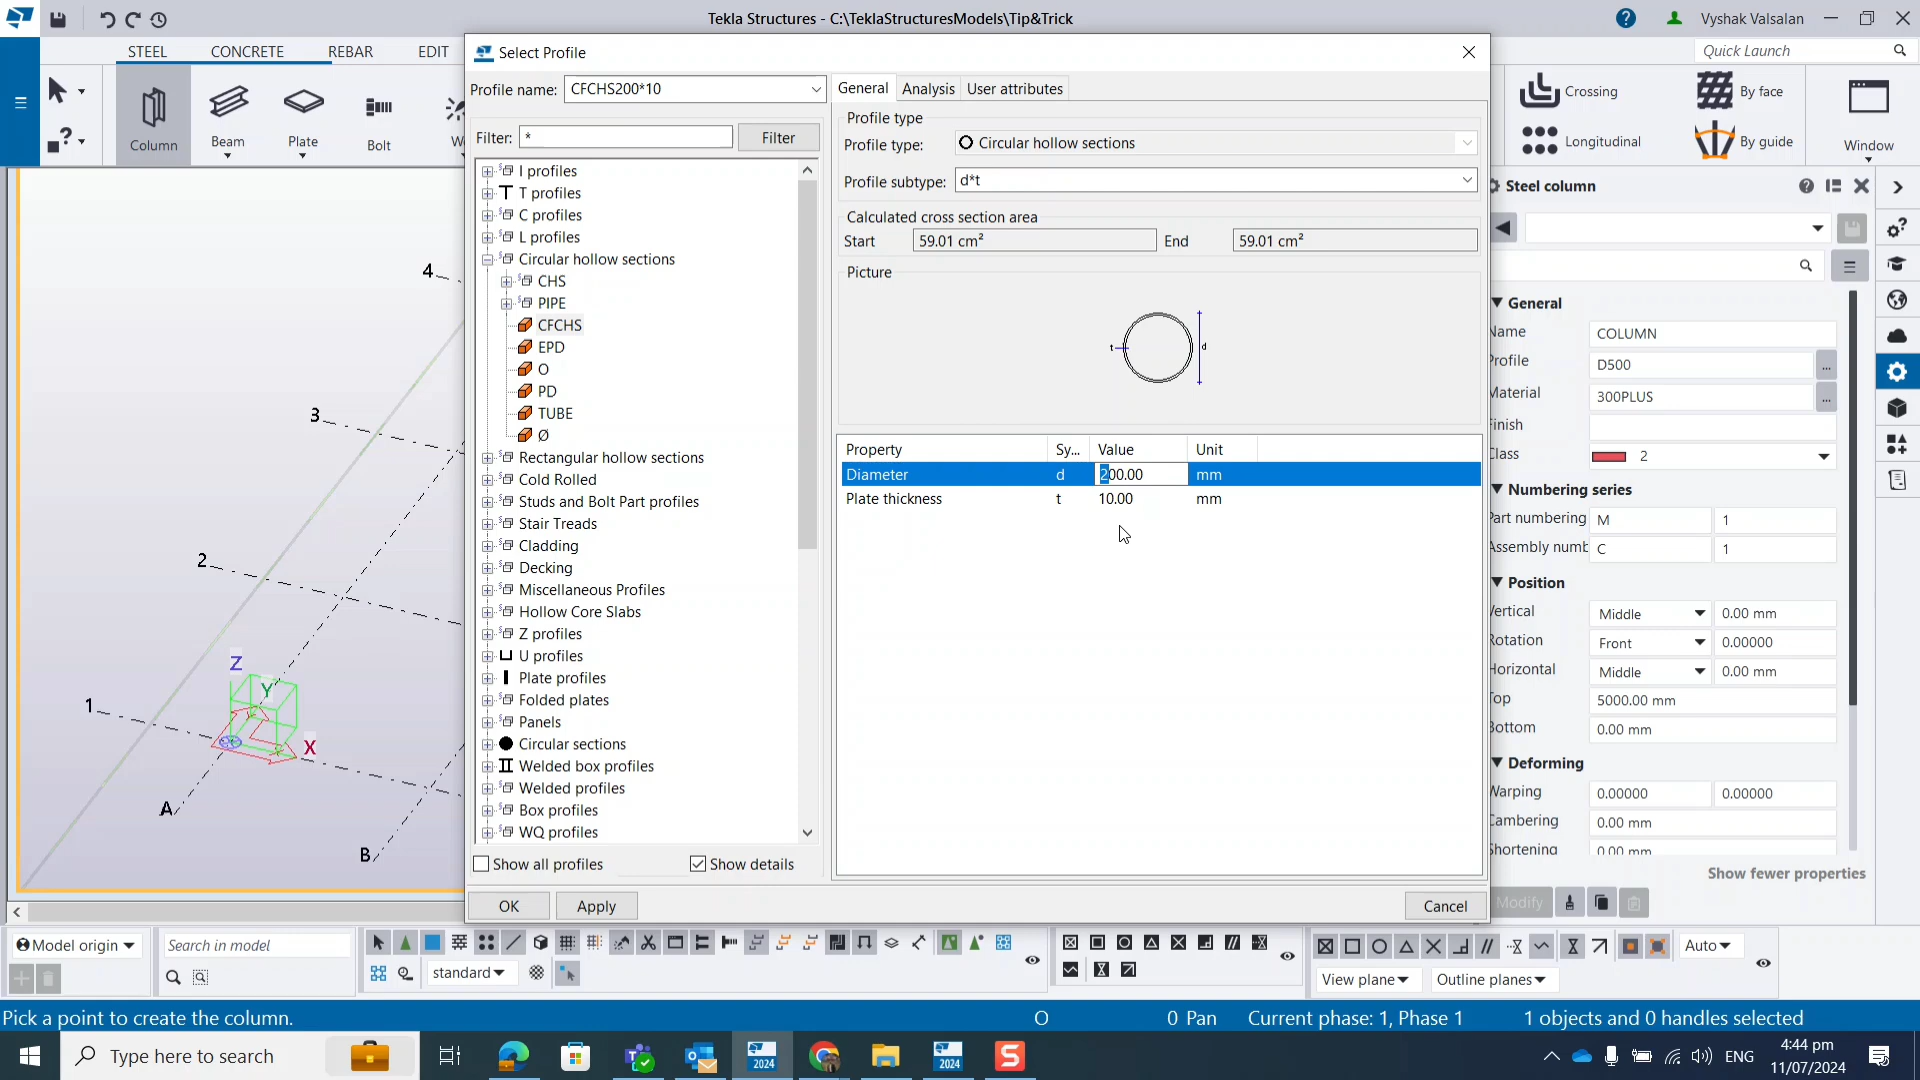 Tekla Structures - C:\TeklaStructuresModels\Tip&Trick
Vyshak Valsalan
STEEL
CONCRETE
REBAR
EDIT
Quick Launch
Column
Beam
Plate
Bolt
Crossing
Longitudinal
By face
By guide
Window
Select Profile
Profile name: CFCHS200*10
Filter: * Filter
I profiles
T profiles
C profiles
L profiles
Circular hollow sections
CHS
PIPE
CFCHS
EPD
O
PD
TUBE
Ø
Rectangular hollow sections
Cold Rolled
Studs and Bolt Part profiles
Stair Treads
Cladding
Decking
Miscellaneous Profiles
Hollow Core Slabs
Z profiles
U profiles
Plate profiles
Folded plates
Panels
Circular sections
Welded box profiles
Welded profiles
Box profiles
WQ profiles
Show all profiles Show details
OK Apply Cancel
General Analysis User attributes
Profile type
Profile type: Circular hollow sections
Profile subtype: d*t
Calculated cross section area
Start 59.01 cm² End 59.01 cm²
Picture
t d
Property Sy... Value Unit
Diameter d 200.00 mm
Plate thickness t 10.00 mm
4
3
2
1
A
B
Z
Y
X
Steel column
General
Name COLUMN
Profile D500 ...
Material 300PLUS ...
inish
Class 2
Numbering series
Part numbering M 1
Assembly numb C 1
Position
Vertical Middle 0.00 mm
Rotation Front 0.00000
Horizontal Middle 0.00 mm
Top 5000.00 mm
Bottom 0.00 mm
Deforming
Warping 0.00000 0.00000
Cambering 0.00 mm
Shortening 0.00 mm
Show fewer properties
Modify
Model origin
Search in model
standard
Auto
View plane
Outline planes
Pick a point to create the column.
O
0 Pan
Current phase: 1, Phase 1
1 objects and 0 handles selected
Type here to search
2024
2024
ENG
4:44 pm
11/07/2024